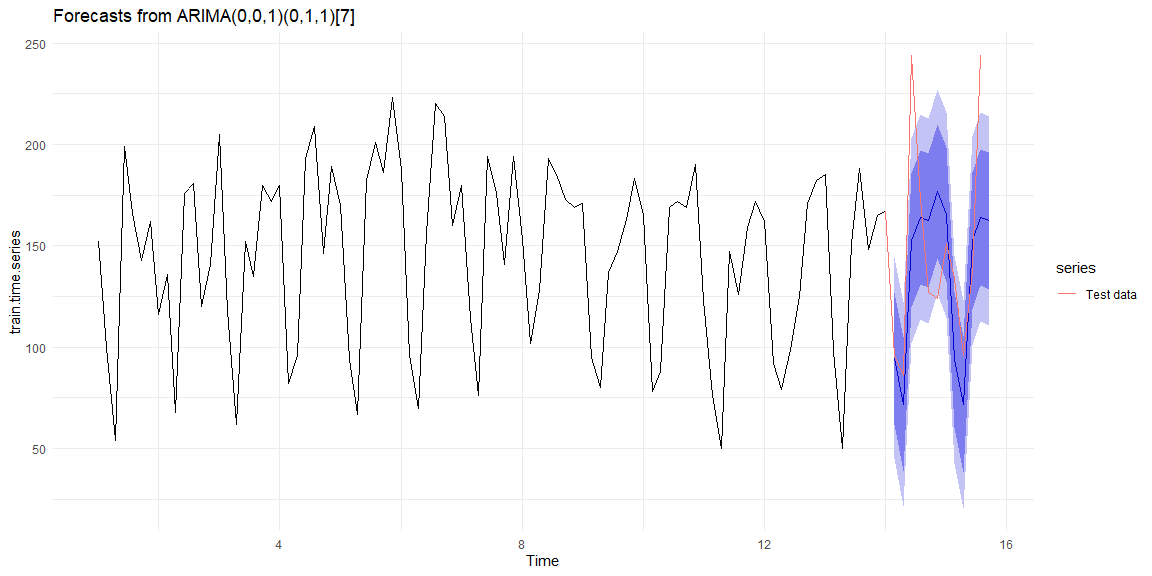 Forecasts from ARIMA(0,0,1)(0,1,1)[7]
250
200
150
100
50
train.time.series
4
8
12
16
Time
series
Test data